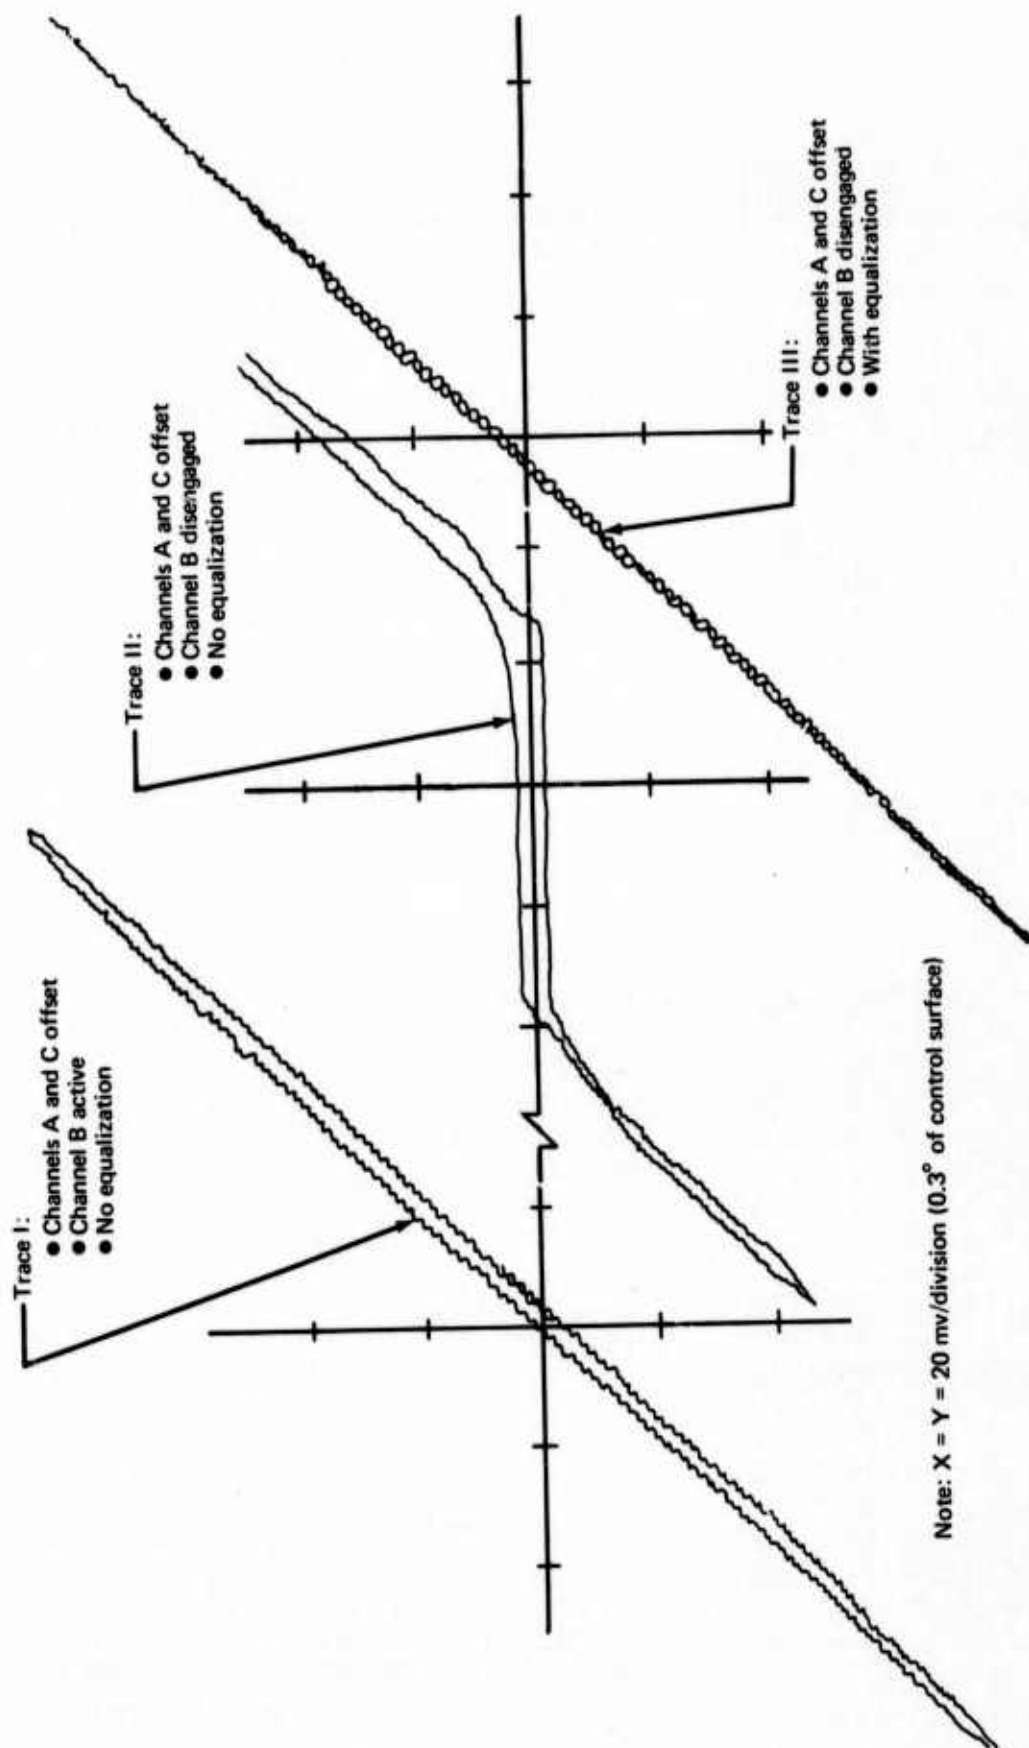 Trace I:
● Channels A and C offset
● Channel B active
● No equalization
Trace II:
● Channels A and C offset
● Channel B disengaged
● No equalization
Trace III:
● Channels A and C offset
● Channel B disengaged
● With equalization
Note: X = Y = 20 mv/division (0.3° of control surface)